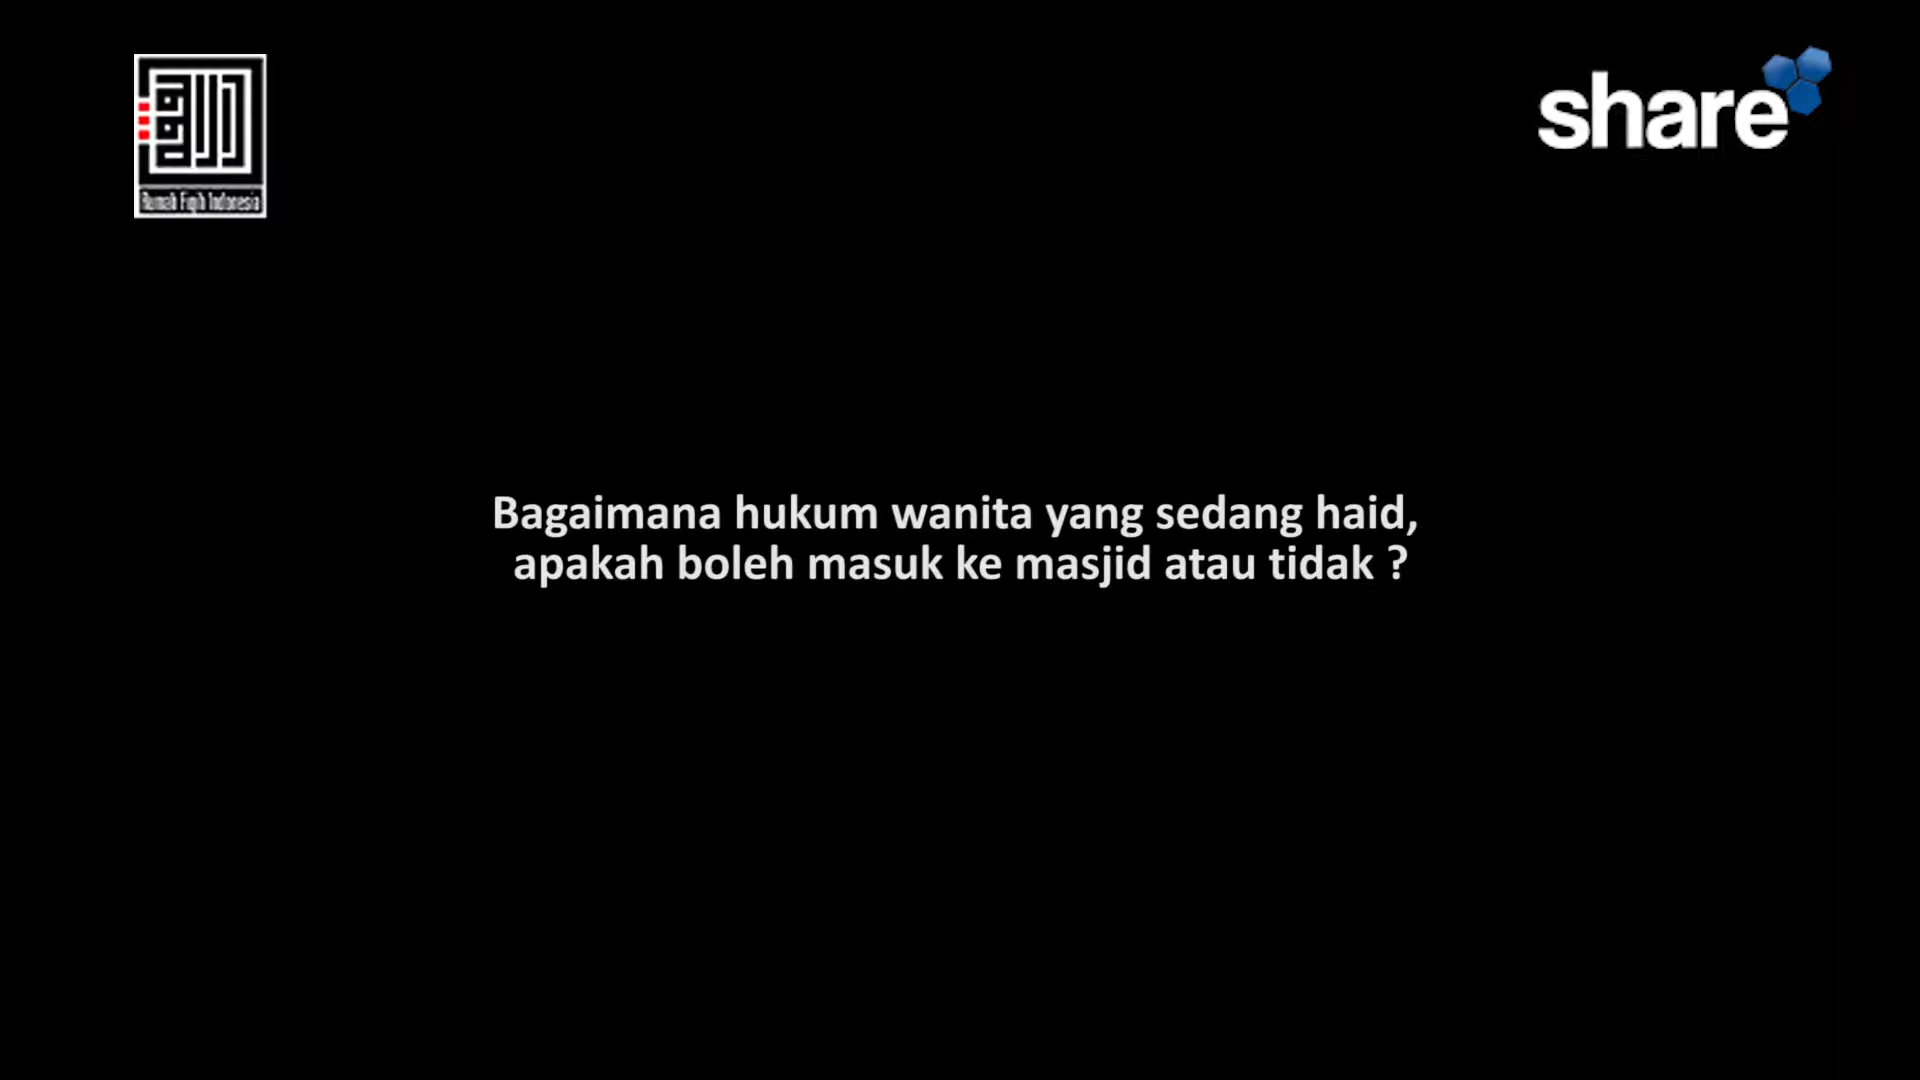 Rumah Fiqih Indonesia
share
Bagaimana hukum wanita yang sedang haid,
apakah boleh masuk ke masjid atau tidak ?